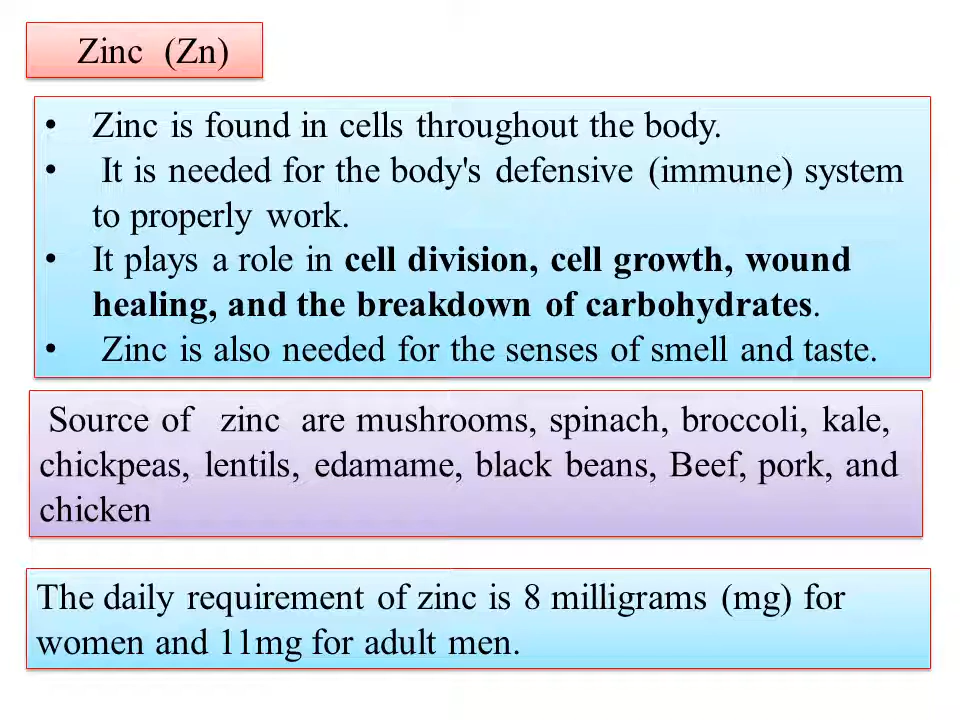 Zinc (Zn)
• Zinc is found in cells throughout the body.
• It is needed for the body's defensive (immune) system
to properly work.
• It plays a role in cell division, cell growth, wound
healing, and the breakdown of carbohydrates.
• Zinc is also needed for the senses of smell and taste.
Source of zinc are mushrooms, spinach, broccoli, kale,
chickpeas, lentils, edamame, black beans, Beef, pork, and
chicken
The daily requirement of zinc is 8 milligrams (mg) for
women and 11mg for adult men.